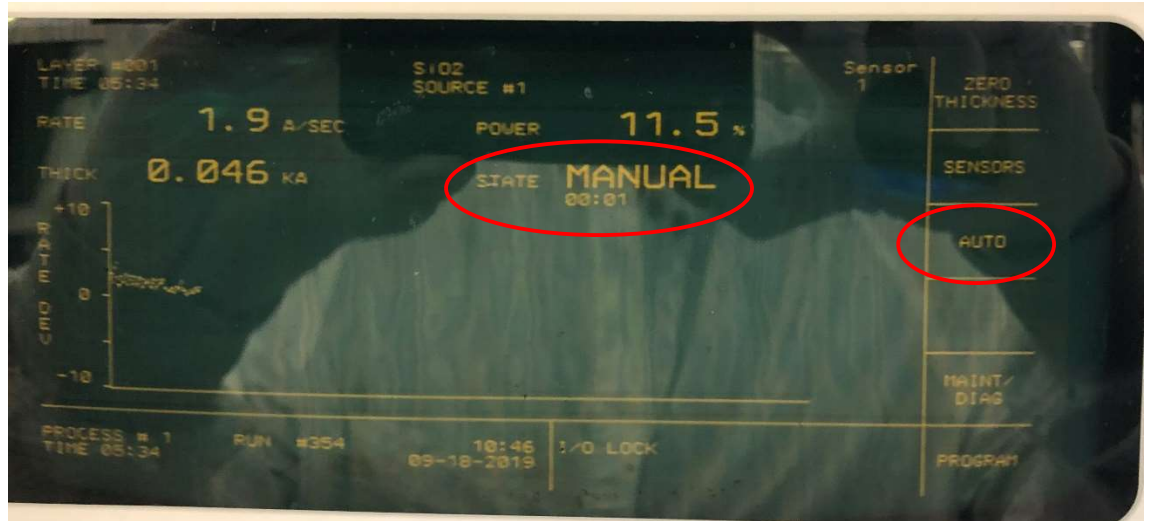 LAYER #001
TIME 05:34
SiO2
SOURCE #1
Sensor
1
RATE 1.9 A/SEC
POWER 11.5 %
THICK 0.046 KA
STATE MANUAL
00:01
+10
0
-10
RATE DEV
ZERO
THICKNESS
SENSORS
AUTO
MAINT/
DIAG
PROGRAM
PROCESS # 1
TIME 05:34
RUN #354
10:46
09-18-2019
I/O LOCK